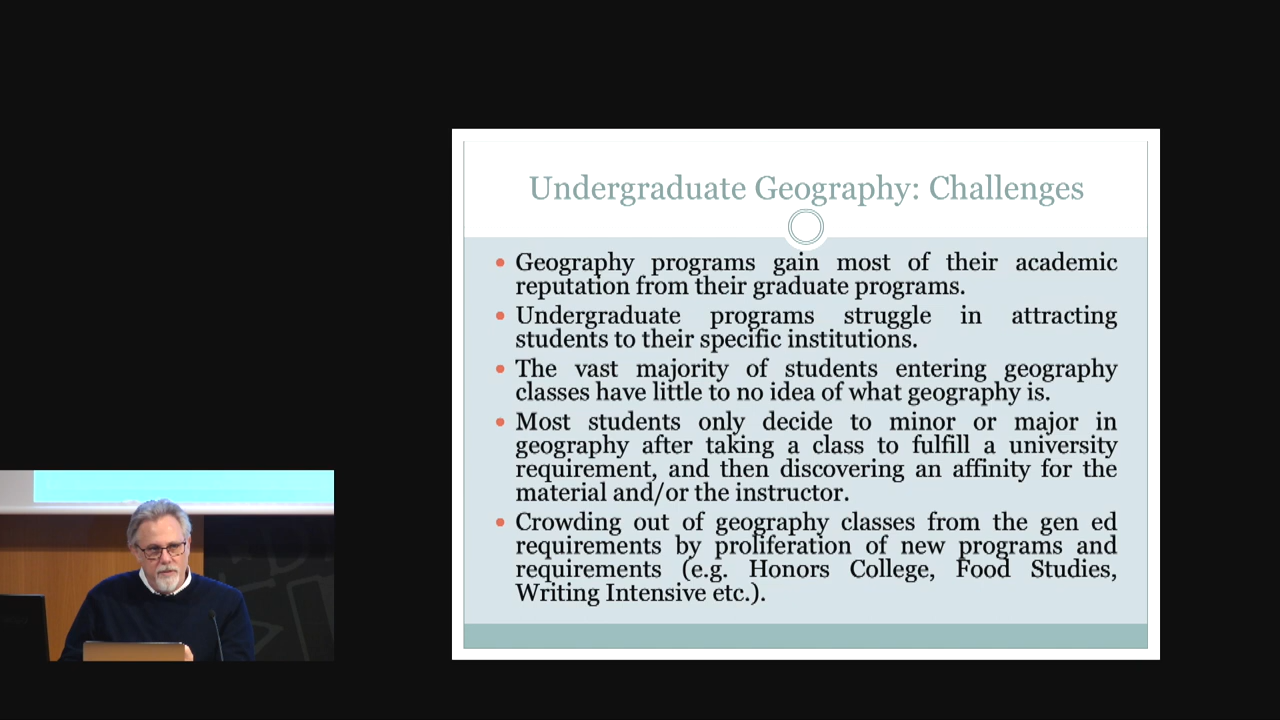 Undergraduate Geography: Challenges
• Geography programs gain most of their academic
reputation from their graduate programs.
• Undergraduate programs struggle in attracting
students to their specific institutions.
• The vast majority of students entering geography
classes have little to no idea of what geography is.
• Most students only decide to minor or major in
geography after taking a class to fulfill a university
requirement, and then discovering an affinity for the
material and/or the instructor.
• Crowding out of geography classes from the gen ed
requirements by proliferation of new programs and
requirements (e.g. Honors College, Food Studies,
Writing Intensive etc.).